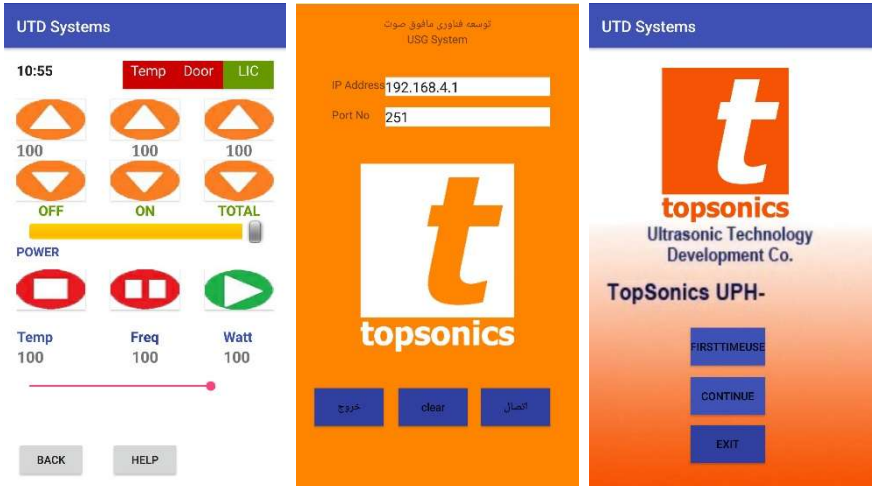 UTD Systems
10:55
Temp Door LIC
100 100 100
OFF ON TOTAL
POWER
Temp Freq Watt
100 100 100
BACK HELP
توسعه فناوری مافوق صوت
USG System
IP Address 192.168.4.1
Port No 251
t
topsonics
خروج clear اتصال
UTD Systems
t
topsonics
Ultrasonic Technology
Development Co.
TopSonics UPH-
FIRSTTIMEUSE
CONTINUE
EXIT